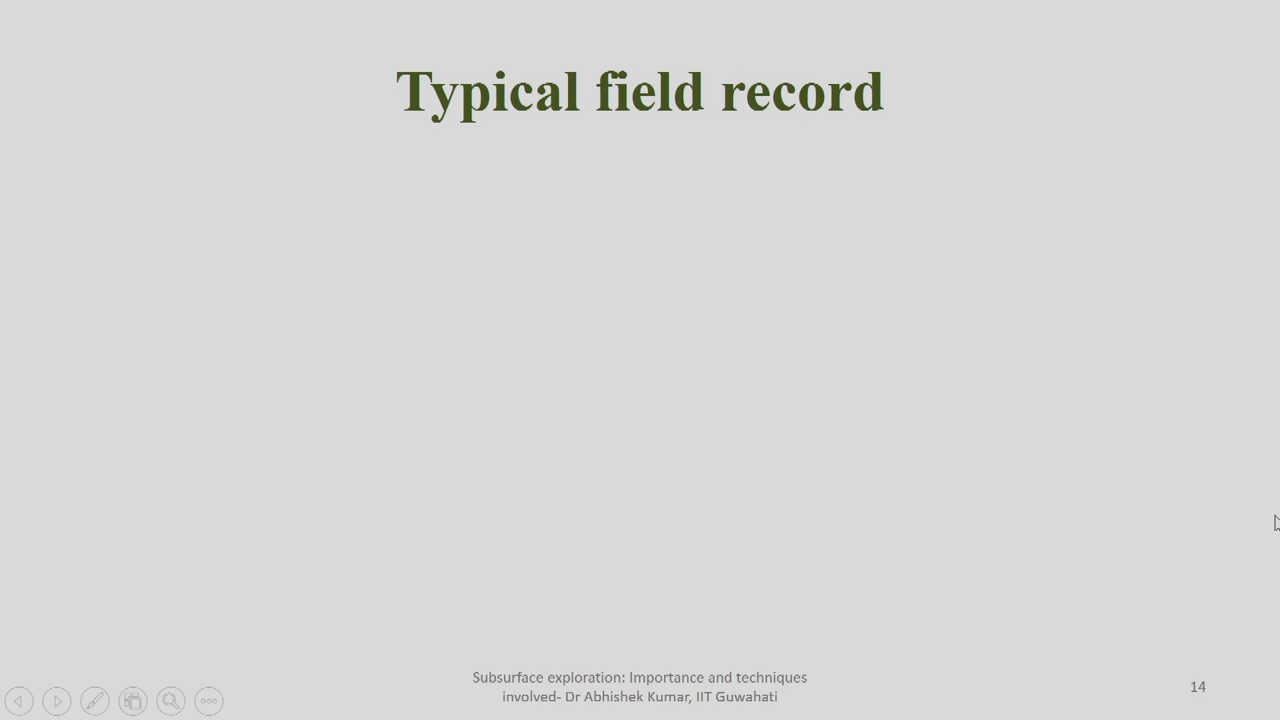 Typical field record
Subsurface exploration: Importance and techniques
involved- Dr Abhishek Kumar, IIT Guwahati
14